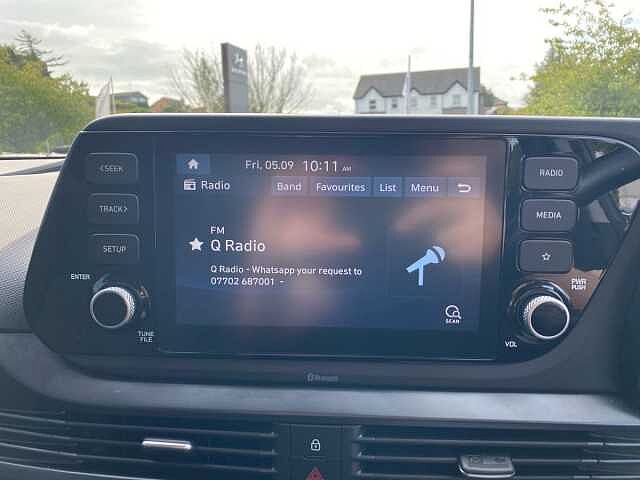 <SEEK
TRACK>
SETUP
ENTER
TUNE
FILE
Fri, 05.09 10:11 AM
Radio Band Favourites List Menu
FM
Q Radio
Q Radio - Whatsapp your request to
07702 687001 -
SCAN
RADIO
MEDIA
PWR
PUSH
VOL
Bluetooth